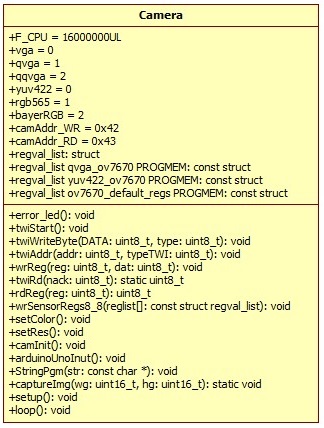 Camera
+F_CPU = 16000000UL
+vga = 0
+qvga = 1
+qqvga = 2
+yuv422 = 0
+rgb565 = 1
+bayerRGB = 2
+camAddr_WR = 0x42
+camAddr_RD = 0x43
+regval_list: struct
+regval_list qvga_ov7670 PROGMEM: const struct
+regval_list yuv422_ov7670 PROGMEM: const struct
+regval_list ov7670_default_regs PROGMEM: const struct
+error_led(): void
+twiStart(): void
+twiWriteByte(DATA: uint8_t, type: uint8_t): void
+twiAddr(addr: uint8_t, typeTWI: uint8_t): void
+wrReg(reg: uint8_t, dat: uint8_t): void
+twiRd(nack: uint8_t): static uint8_t
+rdReg(reg: uint8_t): uint8_t
+wrSensorRegs8_8(reglist[]: const struct regval_list): void
+setColor(): void
+setRes(): void
+camInit(): void
+arduinoUnoInut(): void
+StringPgm(str: const char *): void
+captureImg(wg: uint16_t, hg: uint16_t): static void
+setup(): void
+loop(): void